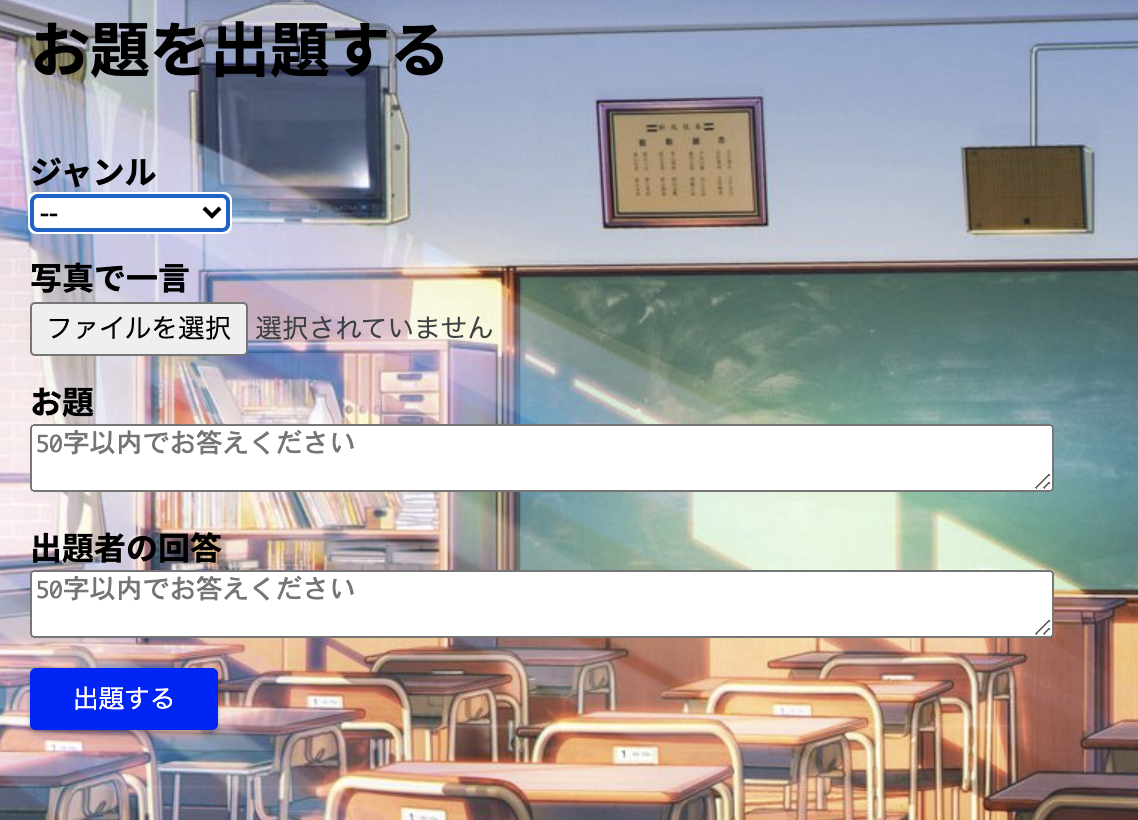 お題を出題する
ジャンル
--
写真で一言
ファイルを選択 選択されていません
お題
50字以内でお答えください
出題者の回答
50字以内でお答えください
出題する
1
1